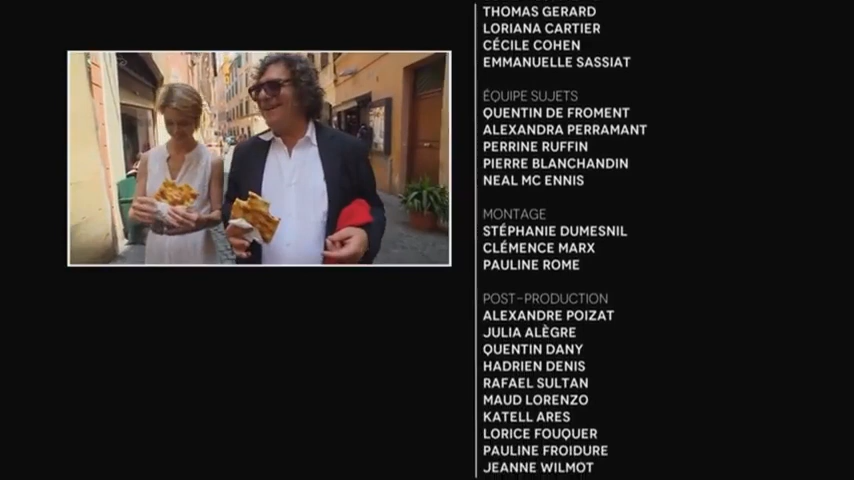 THOMAS GERARD
LORIANA CARTIER
CÉCILE COHEN
EMMANUELLE SASSIAT
ÉQUIPE SUJETS
QUENTIN DE FROMENT
ALEXANDRA PERRAMANT
PERRINE RUFFIN
PIERRE BLANCHANDIN
NEAL MC ENNIS
MONTAGE
STÉPHANIE DUMESNIL
CLÉMENCE MARX
PAULINE ROME
POST-PRODUCTION
ALEXANDRE POIZAT
JULIA ALÈGRE
QUENTIN DANY
HADRIEN DENIS
RAFAEL SULTAN
MAUD LORENZO
KATELL ARES
LORICE FOUQUER
PAULINE FROIDURE
JEANNE WILMOT